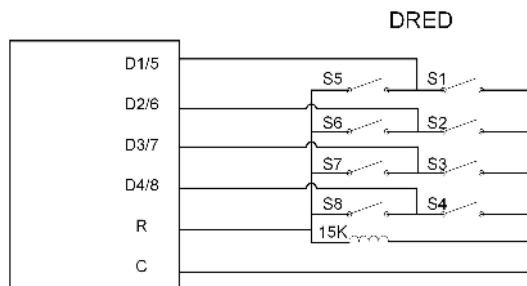 DRED
D1/5
S5 S1
D2/6
S6 S2
D3/7
S7 S3
D4/8
S8 S4
R
15K
C